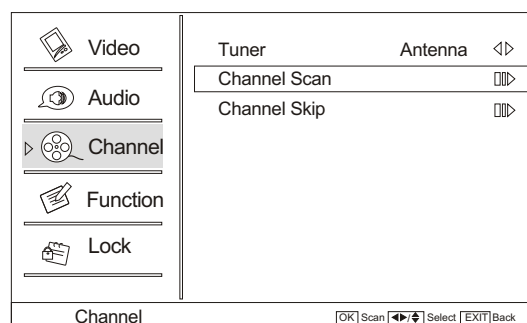 Video
Audio
Channel
Function
Lock
Tuner Antenna
Channel Scan
Channel Skip
Channel
OK Scan / Select EXIT Back